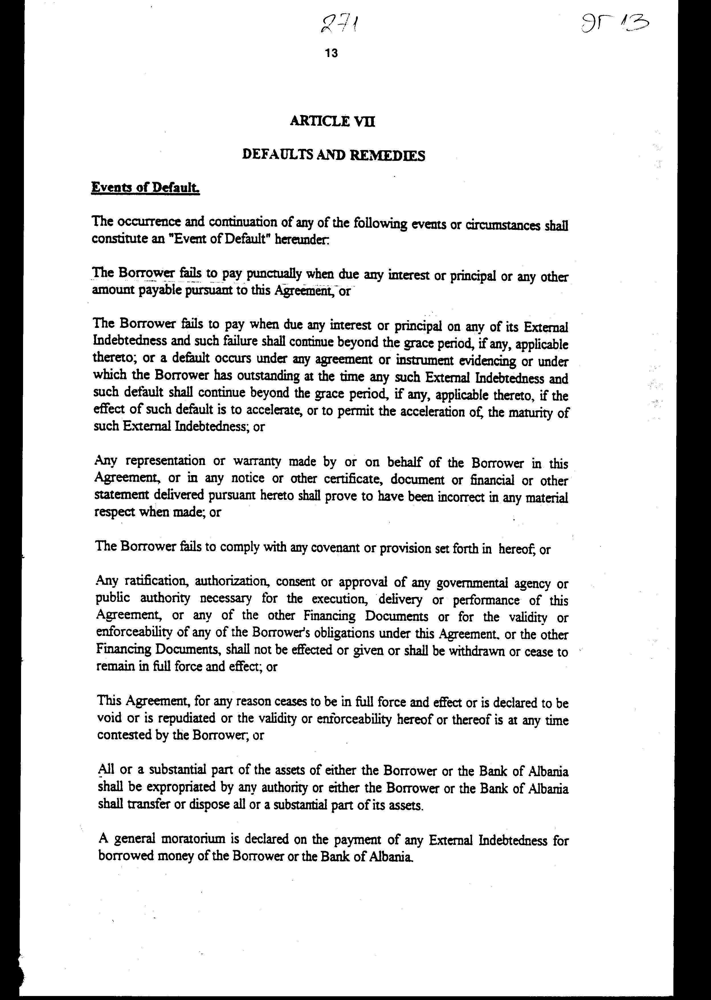 271
13
13
ARTICLE VII
DEFAULTS AND REMEDIES
Events of Default.
The occurrence and continuation of any of the following events or circumstances shall
constitute an "Event of Default" hereunder:
The Borrower fails to pay punctually when due any interest or principal or any other
amount payable pursuant to this Agreement, or
The Borrower fails to pay when due any interest or principal on any of its External
Indebtedness and such failure shall continue beyond the grace period, if any, applicable
thereto; or a default occurs under any agreement or instrument evidencing or under
which the Borrower has outstanding at the time any such External Indebtedness and
such default shall continue beyond the grace period, if any, applicable thereto, if the
effect of such default is to accelerate, or to permit the acceleration of, the maturity of
such External Indebtedness; or
Any representation or warranty made by or on behalf of the Borrower in this
Agreement, or in any notice or other certificate, document or financial or other
statement delivered pursuant hereto shall prove to have been incorrect in any material
respect when made; or
The Borrower fails to comply with any covenant or provision set forth in hereof; or
Any ratification, authorization, consent or approval of any governmental agency or
public authority necessary for the execution, delivery or performance of this
Agreement, or any of the other Financing Documents or for the validity or
enforceability of any of the Borrower's obligations under this Agreement. or the other
Financing Documents, shall not be effected or given or shall be withdrawn or cease to
remain in full force and effect; or
This Agreement, for any reason ceases to be in full force and effect or is declared to be
void or is repudiated or the validity or enforceability hereof or thereof is at any time
contested by the Borrower; or
All or a substantial part of the assets of either the Borrower or the Bank of Albania
shall be expropriated by any authority or either the Borrower or the Bank of Albania
shall transfer or dispose all or a substantial part of its assets.
A general moratorium is declared on the payment of any External Indebtedness for
borrowed money of the Borrower or the Bank of Albania.